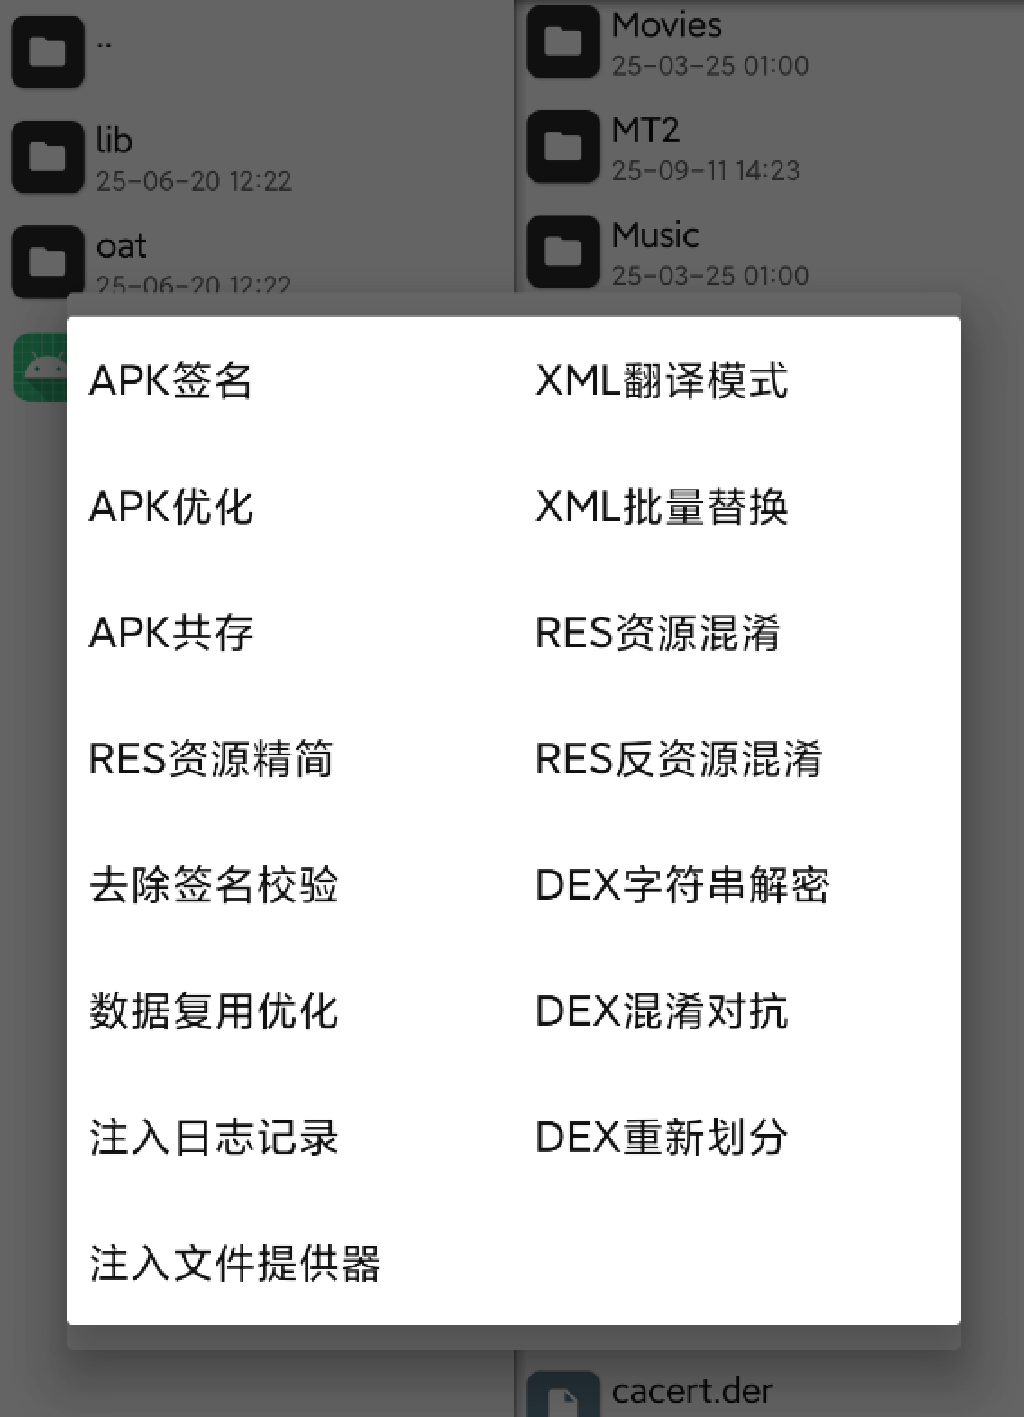 ..
lib
25-06-20 12:22
oat
25-06-20 12:22
Movies
25-03-25 01:00
MT2
25-09-11 14:23
Music
25-03-25 01:00
APK签名
XML翻译模式
APK优化
XML批量替换
APK共存
RES资源混淆
RES资源精简
RES反资源混淆
去除签名校验
DEX字符串解密
数据复用优化
DEX混淆对抗
注入日志记录
DEX重新划分
注入文件提供器
cacert.der